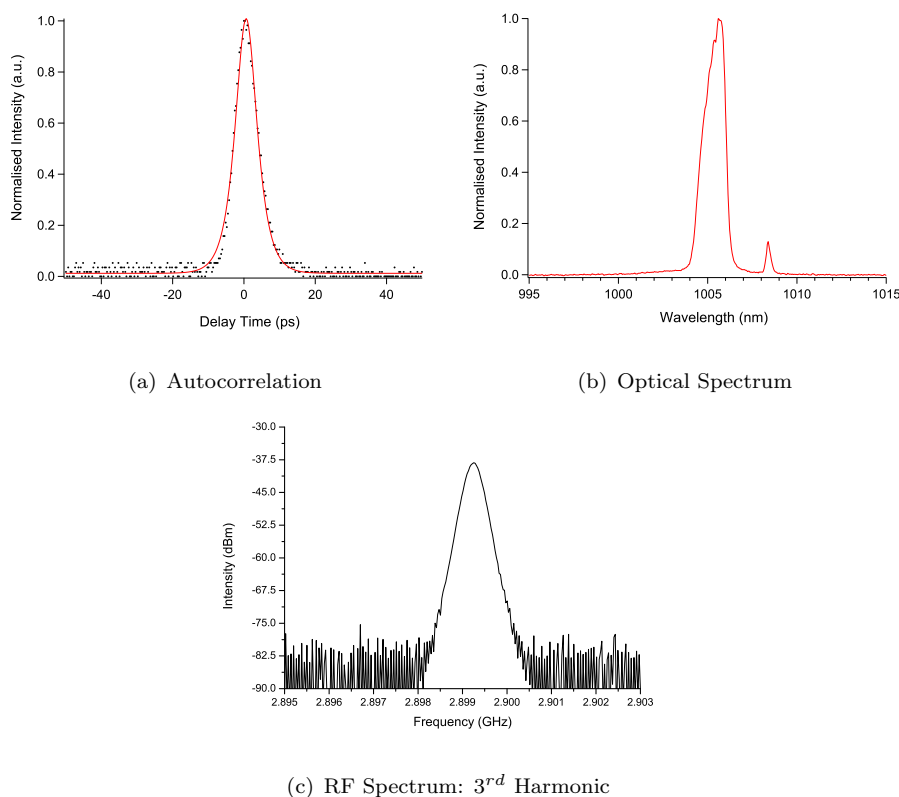 1.0
0.8
0.6
0.4
0.2
0.0
Normalised Intensity (a.u.)
-40 -20 0 20 40
Delay Time (ps)
(a) Autocorrelation
1.0
0.8
0.6
0.4
0.2
0.0
Normalised Intensity (a.u.)
995 1000 1005 1010 1015
Wavelength (nm)
(b) Optical Spectrum
-30.0
-37.5
-45.0
-52.5
-60.0
-67.5
-75.0
-82.5
-90.0
Intensity (dBm)
2.895 2.896 2.897 2.898 2.899 2.900 2.901 2.902 2.903
Frequency (GHz)
(c) RF Spectrum: 3rd Harmonic